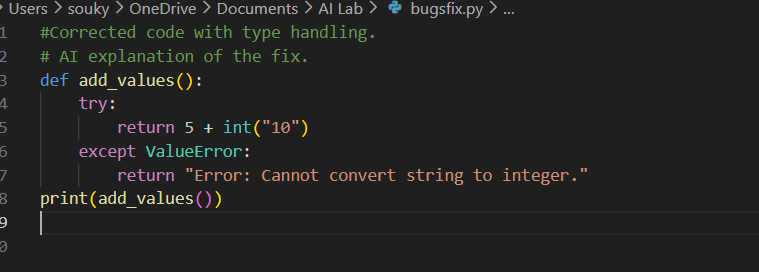 Users > souky > OneDrive > Documents > AI Lab > bugsfix.py > ...
1 #Corrected code with type handling.
2 # AI explanation of the fix.
3 def add_values():
4     try:
5         return 5 + int("10")
6     except ValueError:
7         return "Error: Cannot convert string to integer."
8 print(add_values())
9
0